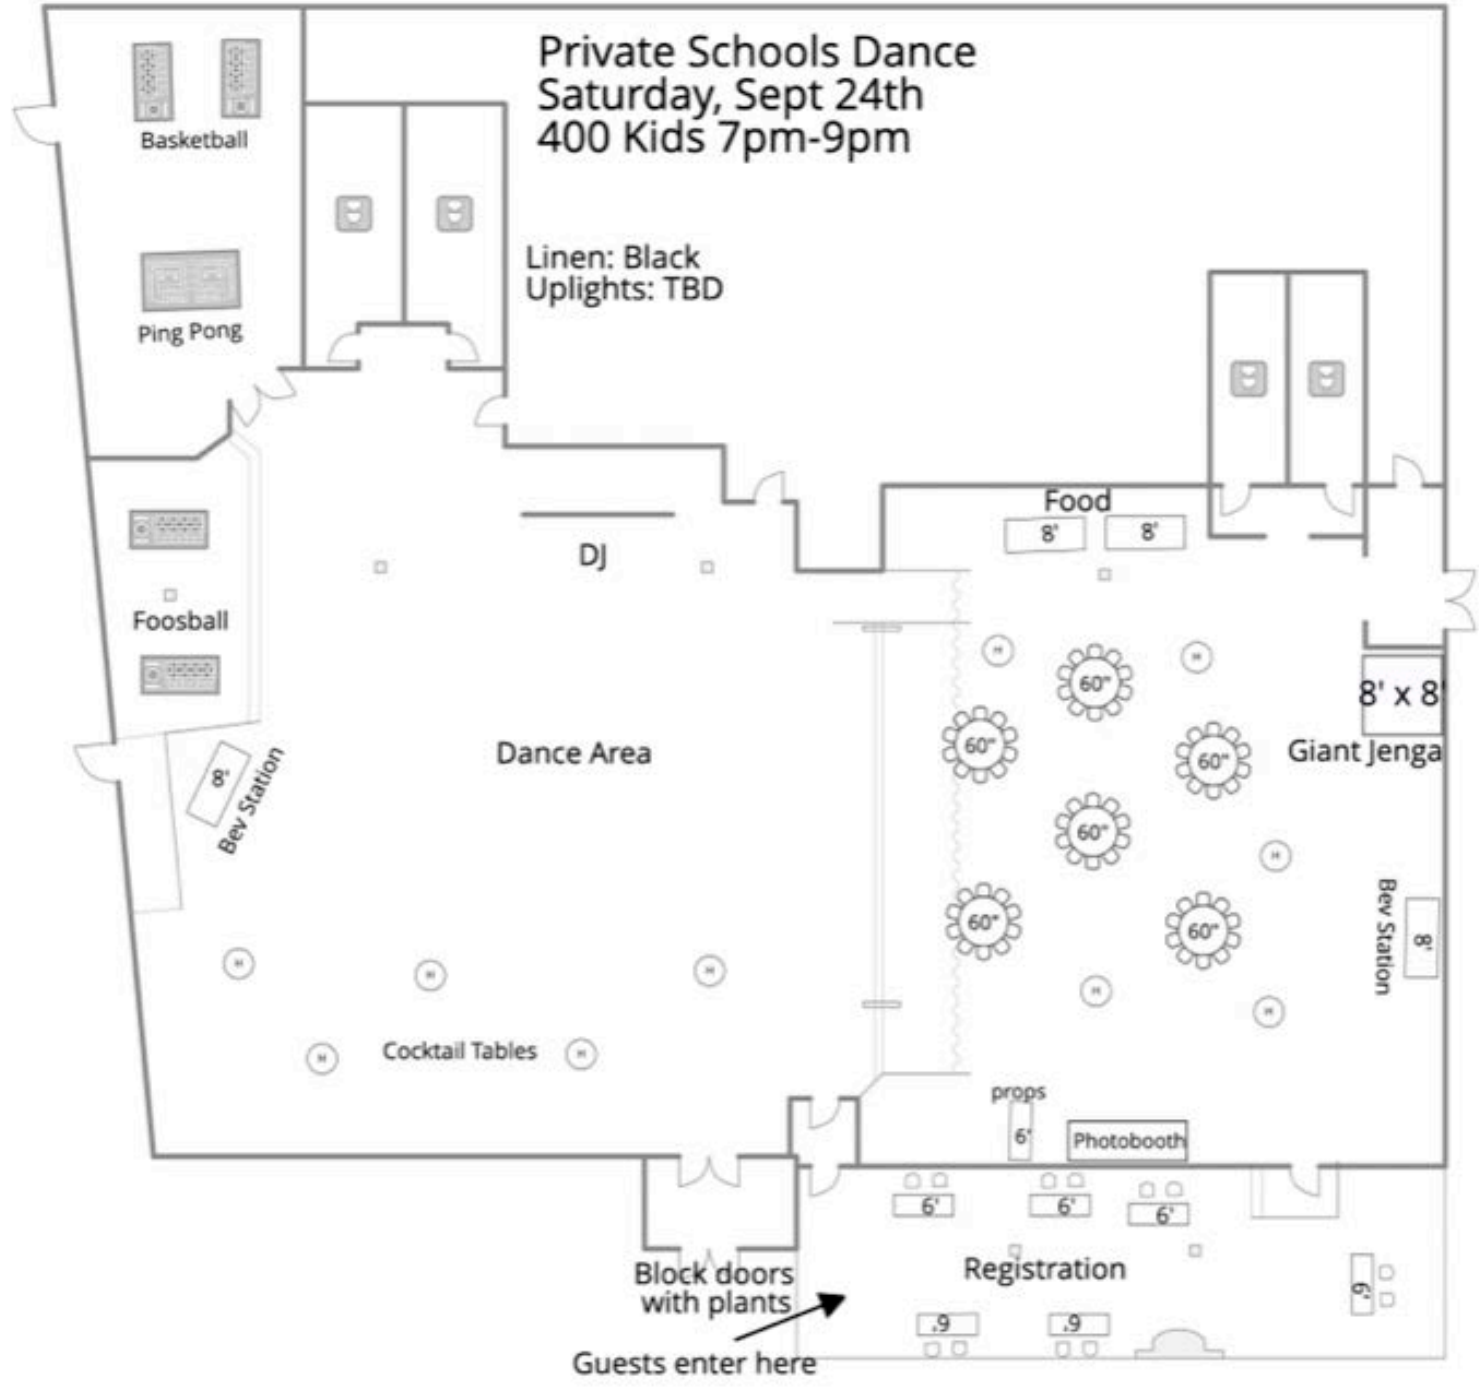 Private Schools Dance
Saturday, Sept 24th
400 Kids 7pm-9pm
Basketball
Linen: Black
Uplights: TBD
Ping Pong
Food
8'
8'
DJ
Foosball
H
H
60"
60"
60"
60"
60"
60"
8' x 8'
Giant Jenga
Dance Area
8'
Bev Station
H
Bev Station
8'
H
H
H
H
H
H
H
Cocktail Tables
props
6'
Photobooth
6'
6'
6'
Registration
6'
6'
6'
Block doors
with plants
Guests enter here